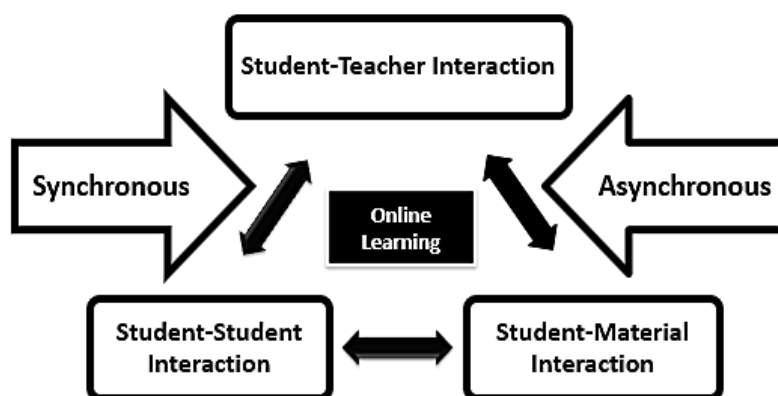 Student-Teacher Interaction
Synchronous
Asynchronous
Online
Learning
Student-Student
Interaction
Student-Material
Interaction